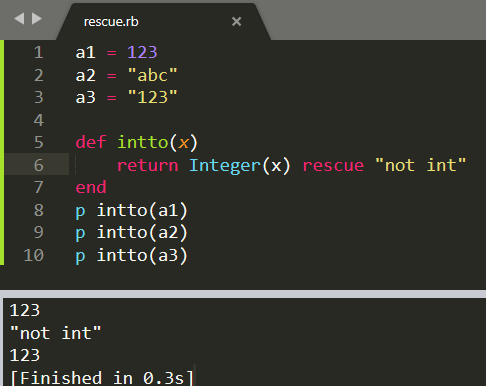 rescue.rb ×
1 a1 = 123
2 a2 = "abc"
3 a3 = "123"
4
5 def intto(x)
6     return Integer(x) rescue "not int"
7 end
8 p intto(a1)
9 p intto(a2)
10 p intto(a3)
123
"not int"
123
[Finished in 0.3s]